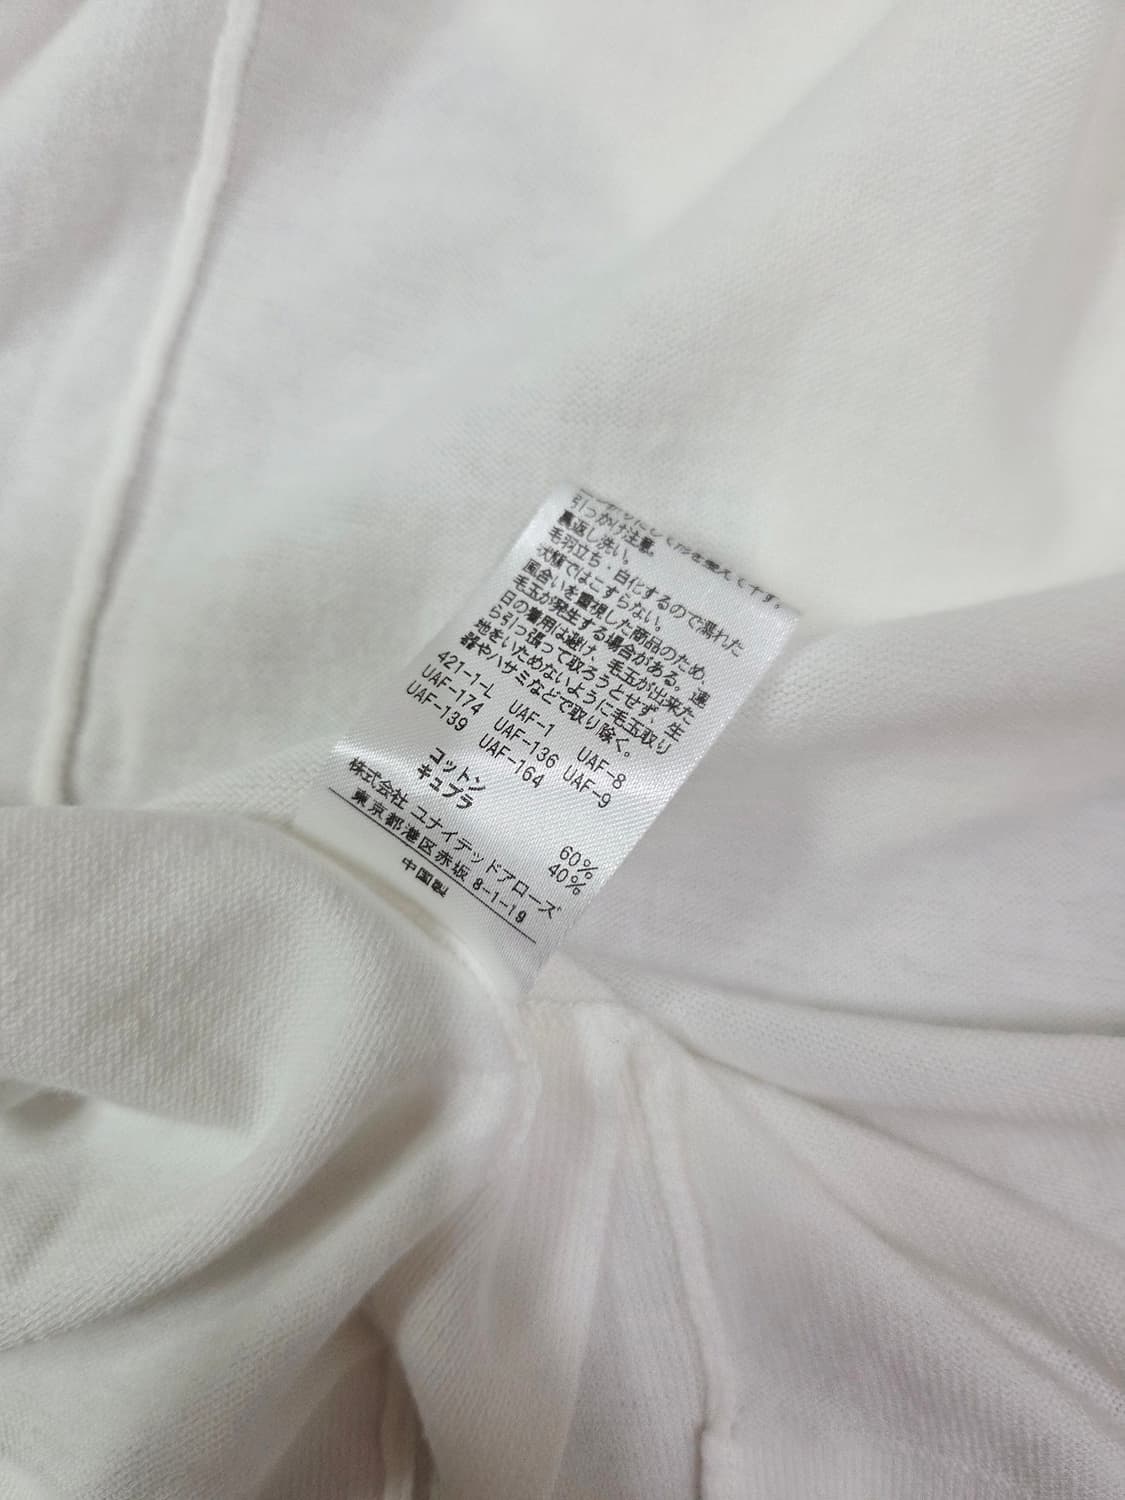 形を整えて干す。
引っかけ注意。
裏返し洗い。
毛羽立ち・白化するので濡れた
状態ではこすらない。
風合いを重視した商品のため、
毛玉が発生する場合がある。連
日の着用は避け、毛玉が出来た
ら引っ張って取ろうとせず、生
地をいためないように毛玉取り
器やハサミなどで取り除く。
421-1-L UAF-1 UAF-8
UAF-174 UAF-136 UAF-9
UAF-139 UAF-164
コットン 60%
キュプラ 40%
株式会社 ユナイテッドアローズ
東京都港区赤坂 8-1-19
中国製